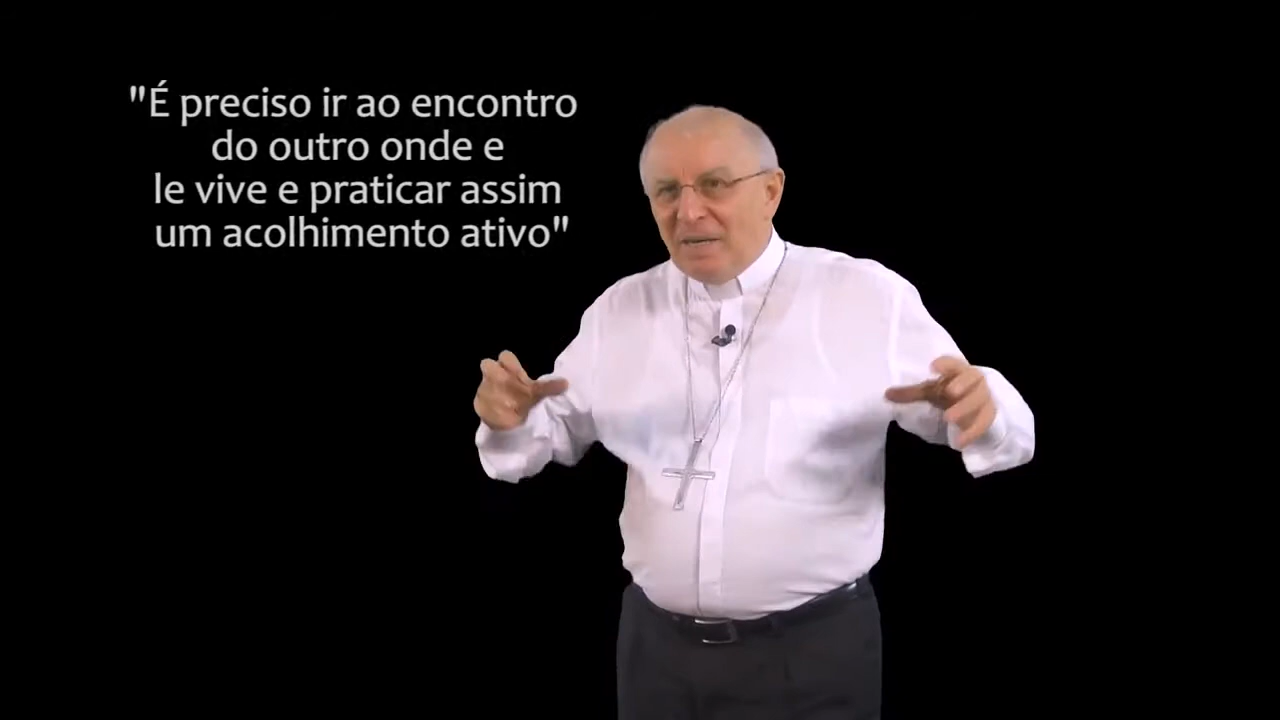 "É preciso ir ao encontro
do outro onde e
le vive e praticar assim
um acolhimento ativo"